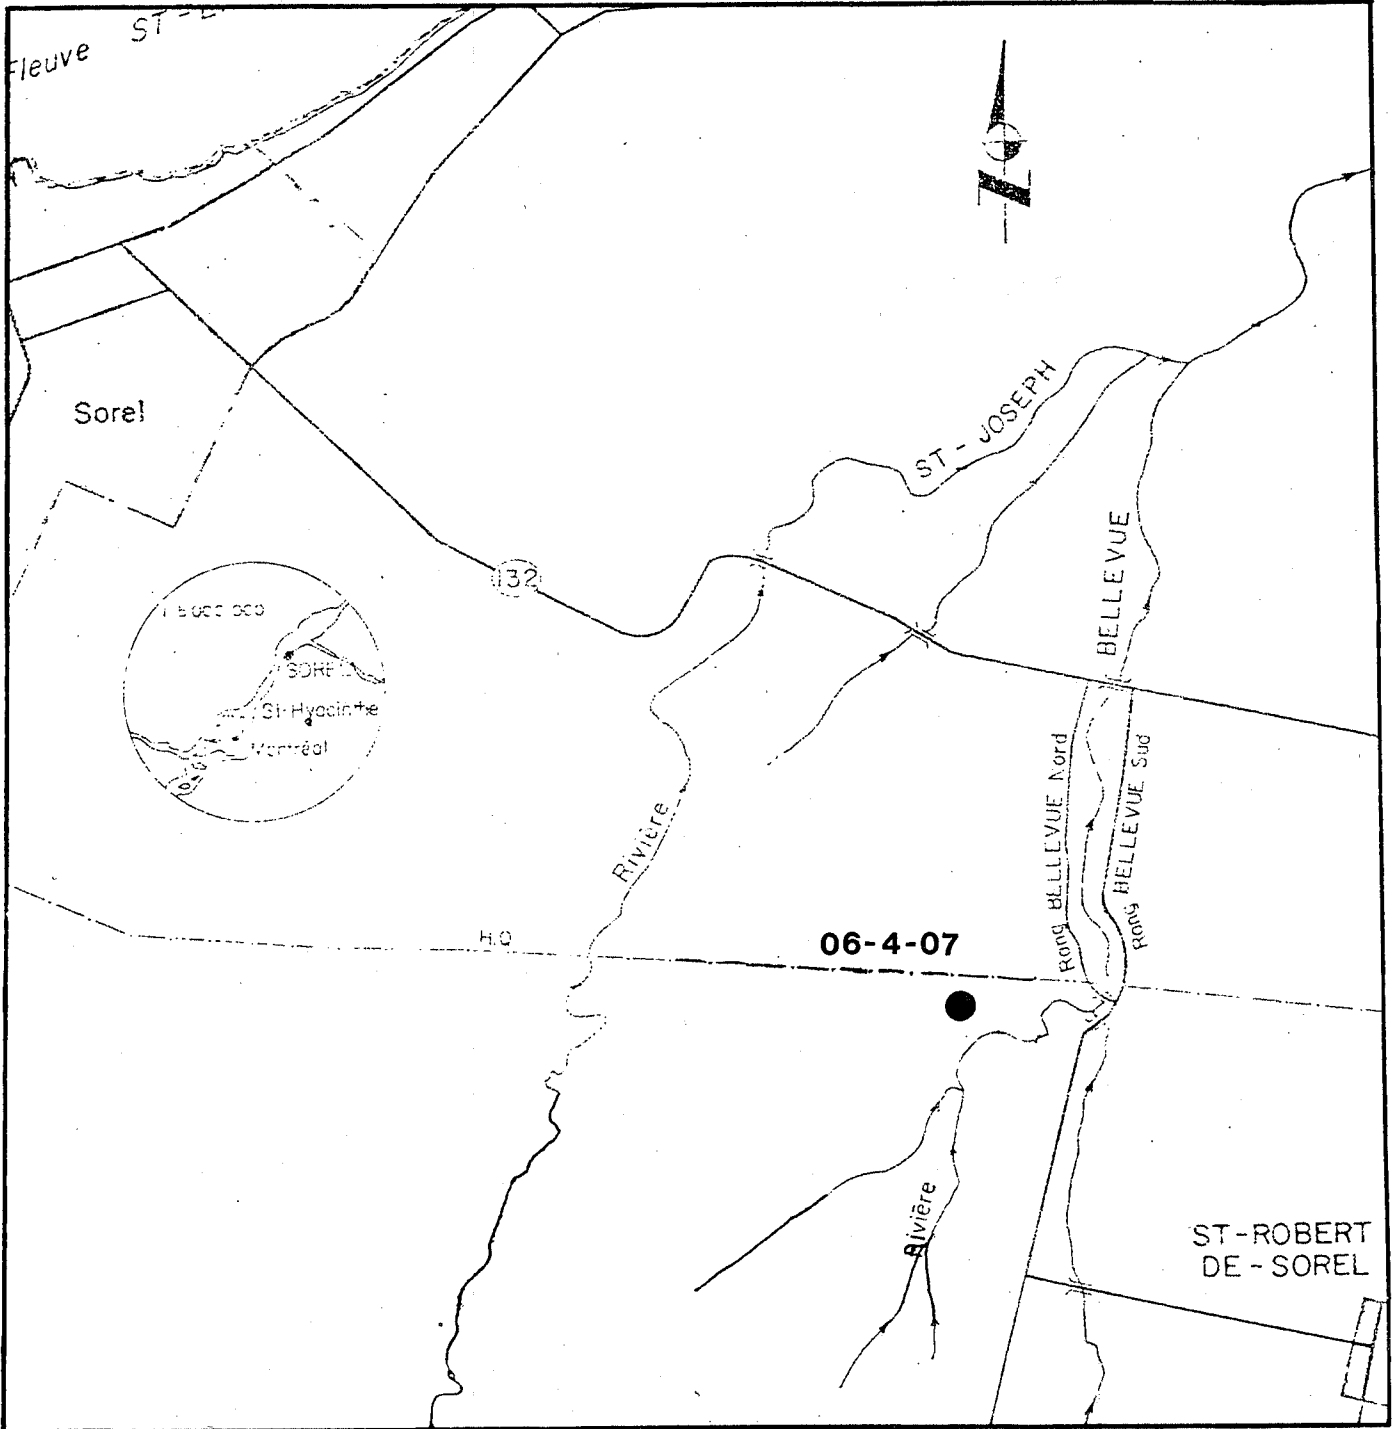 Fleuve ST-L
Sorel
ST-JOSEPH
132
BELLEVUE
SOREL
St-Hyacinthe
Montréal
Rivière
Rang BELLEVUE Nord
Rang BELLEVUE Sud
H.Q
06-4-07
Rivière
ST-ROBERT
DE-SOREL